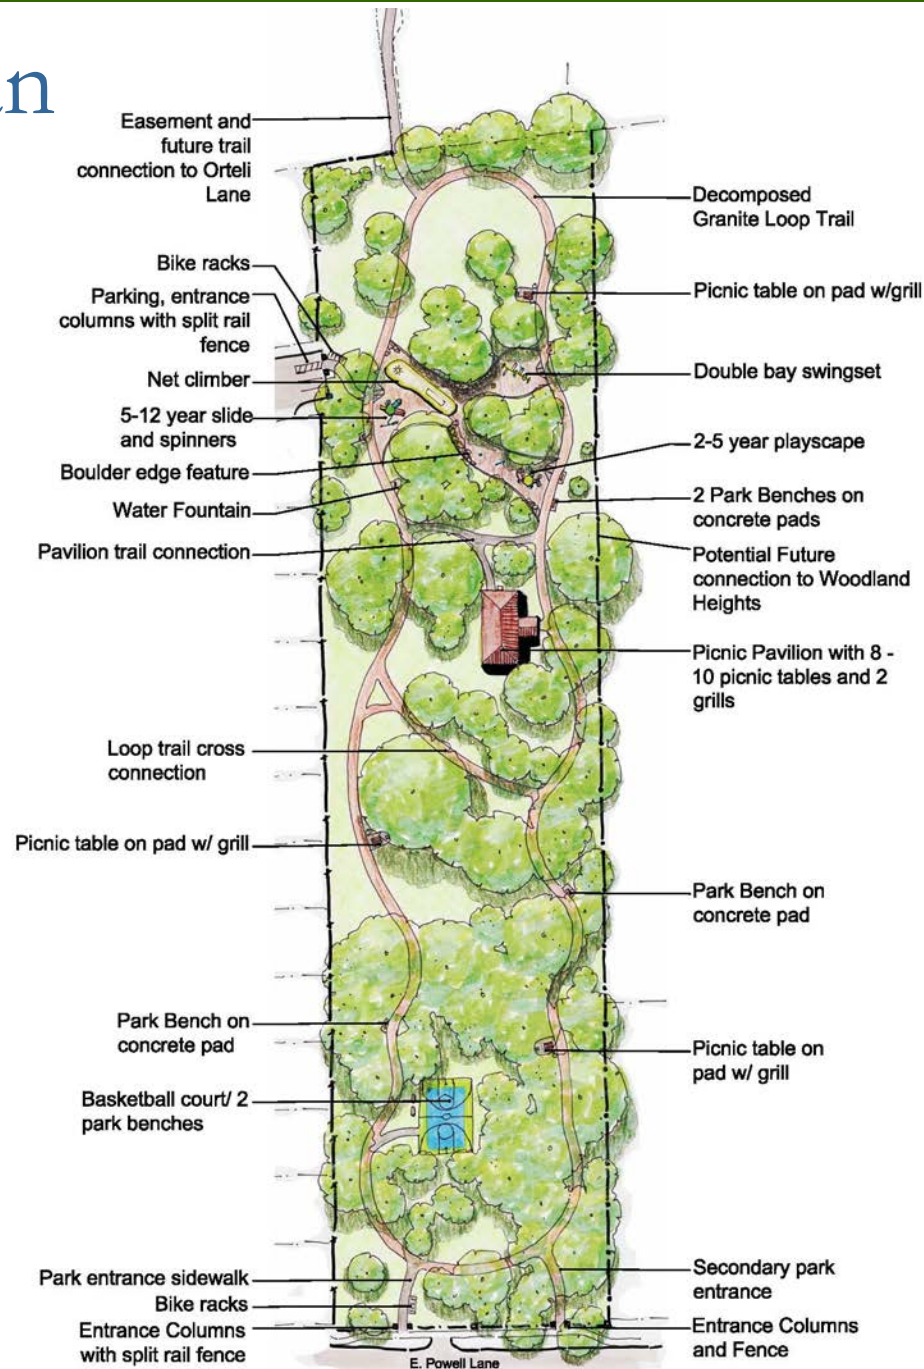 an
Easement and
future trail
connection to Orteli
Lane
Bike racks
Parking, entrance
columns with split rail
fence
Net climber
5-12 year slide
and spinners
Boulder edge feature
Water Fountain
Pavilion trail connection
Loop trail cross
connection
Picnic table on pad w/ grill
Park Bench on
concrete pad
Basketball court/ 2
park benches
Park entrance sidewalk
Bike racks
Entrance Columns
with split rail fence
Decomposed
Granite Loop Trail
Picnic table on pad w/grill
Double bay swingset
2-5 year playscape
2 Park Benches on
concrete pads
Potential Future
connection to Woodland
Heights
Picnic Pavilion with 8 -
10 picnic tables and 2
grills
Park Bench on
concrete pad
Picnic table on
pad w/ grill
Secondary park
entrance
Entrance Columns
and Fence
E. Powell Lane